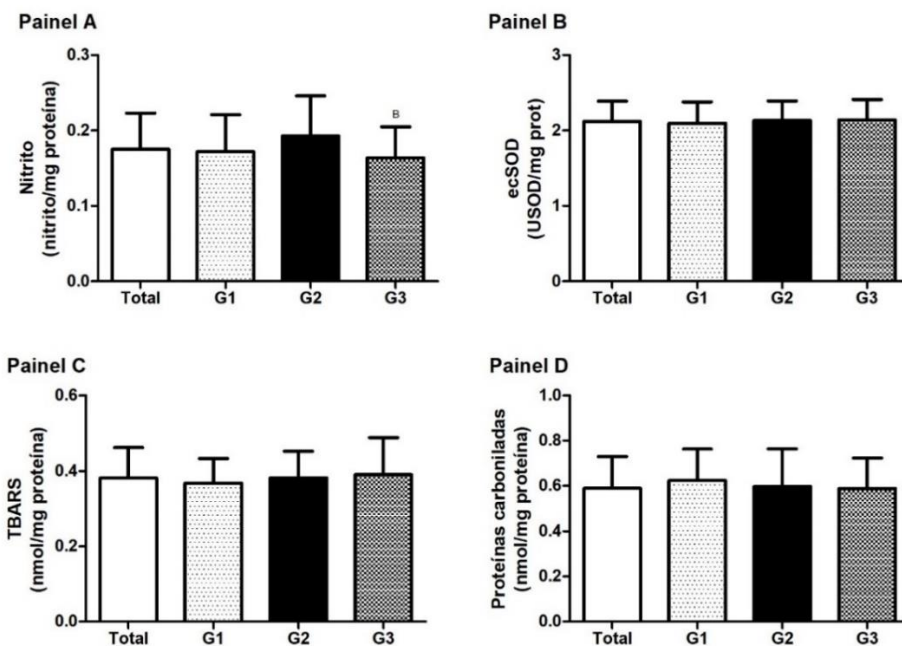 Painel A
Nitrito
(nitrito/mg proteína)
0.3
0.2
0.1
0.0
B
Total G1 G2 G3
Painel B
ecSOD
(USOD/mg prot)
3
2
1
0
Total G1 G2 G3
Painel C
TBARS
(nmol/mg proteína)
0.6
0.4
0.2
0.0
Total G1 G2 G3
Painel D
Proteínas carboniladas
(nmol/mg proteína)
1.0
0.8
0.6
0.4
0.2
0.0
Total G1 G2 G3